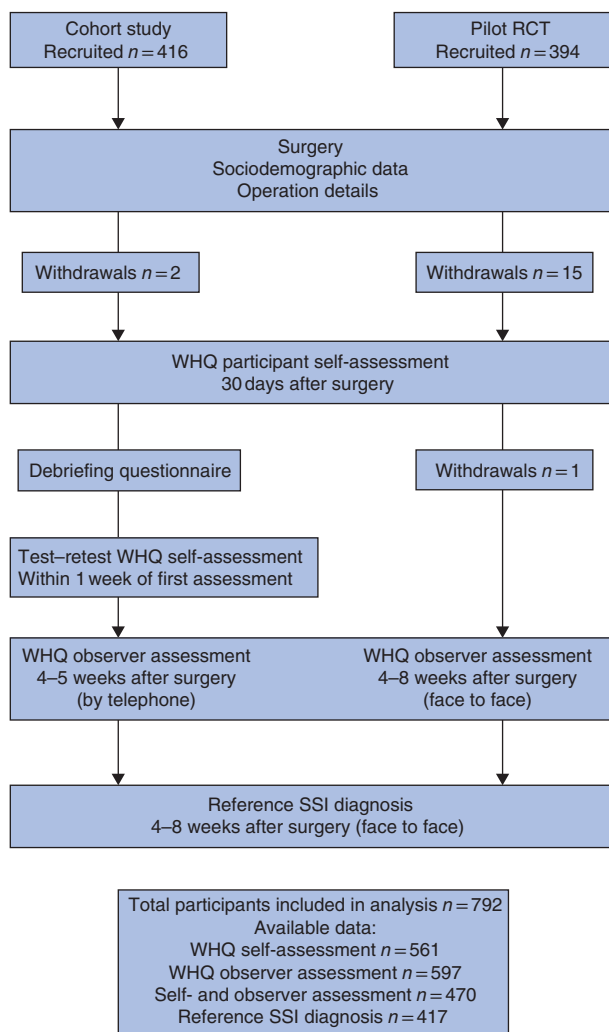 Cohort study
Recruited n = 416
Pilot RCT
Recruited n = 394
Surgery
Sociodemographic data
Operation details
Withdrawals n = 2
Withdrawals n = 15
WHQ participant self-assessment
30 days after surgery
Debriefing questionnaire
Withdrawals n = 1
Test–retest WHQ self-assessment
Within 1 week of first assessment
WHQ observer assessment
4–5 weeks after surgery
(by telephone)
WHQ observer assessment
4–8 weeks after surgery
(face to face)
Reference SSI diagnosis
4–8 weeks after surgery (face to face)
Total participants included in analysis n = 792
Available data:
WHQ self-assessment n = 561
WHQ observer assessment n = 597
Self- and observer assessment n = 470
Reference SSI diagnosis n = 417